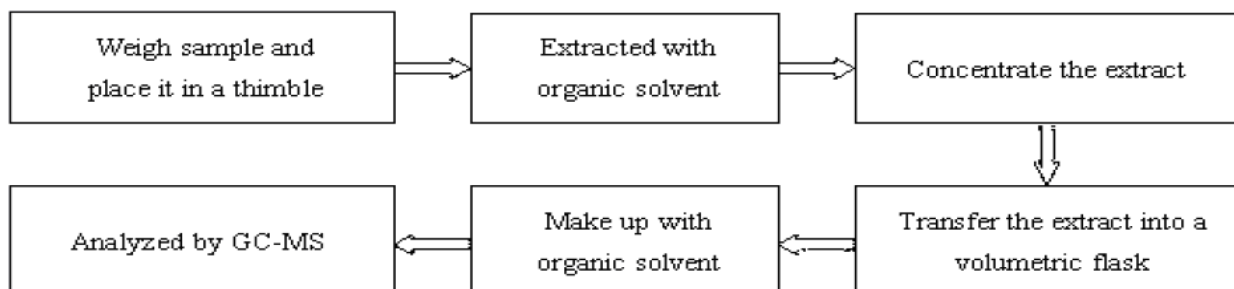 Weigh sample and
place it in a thimble
Extracted with
organic solvent
Concentrate the extract
Transfer the extract into a
volumetric flask
Make up with
organic solvent
Analyzed by GC-MS